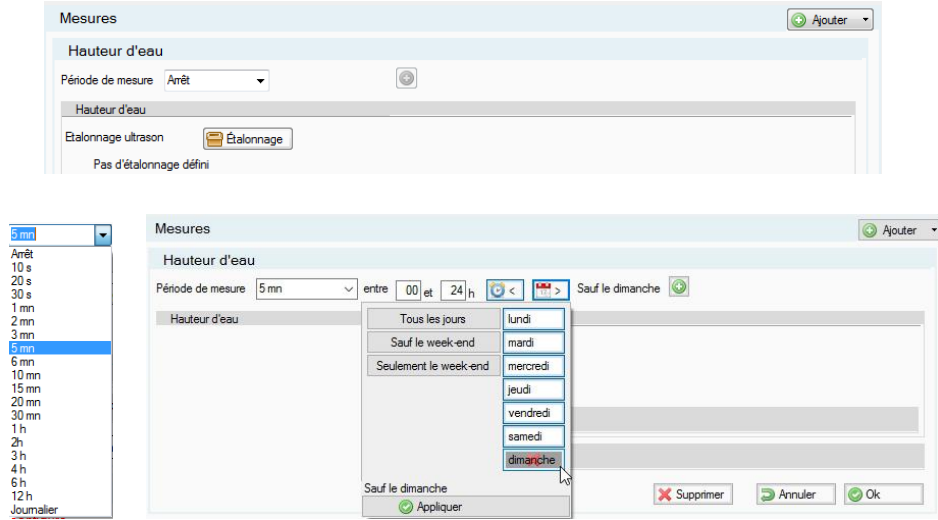 Mesures
Ajouter
Hauteur d'eau
Période de mesure Arrêt
Hauteur d'eau
Etalonnage ultrason Étalonnage
Pas d'étalonnage défini
5 mn
Arrêt
10 s
20 s
30 s
1 mn
2 mn
3 mn
5 mn
6 mn
10 mn
15 mn
20 mn
30 mn
1 h
2h
3 h
4 h
6 h
12 h
Journalier
Mesures
Ajouter
Hauteur d'eau
Période de mesure 5 mn entre 00 et 24 h < > Sauf le dimanche
Hauteur d'eau
Tous les jours lundi
Sauf le week-end mardi
Seulement le week-end mercredi
jeudi
vendredi
samedi
dimanche
Sauf le dimanche
Appliquer
Supprimer Annuler Ok